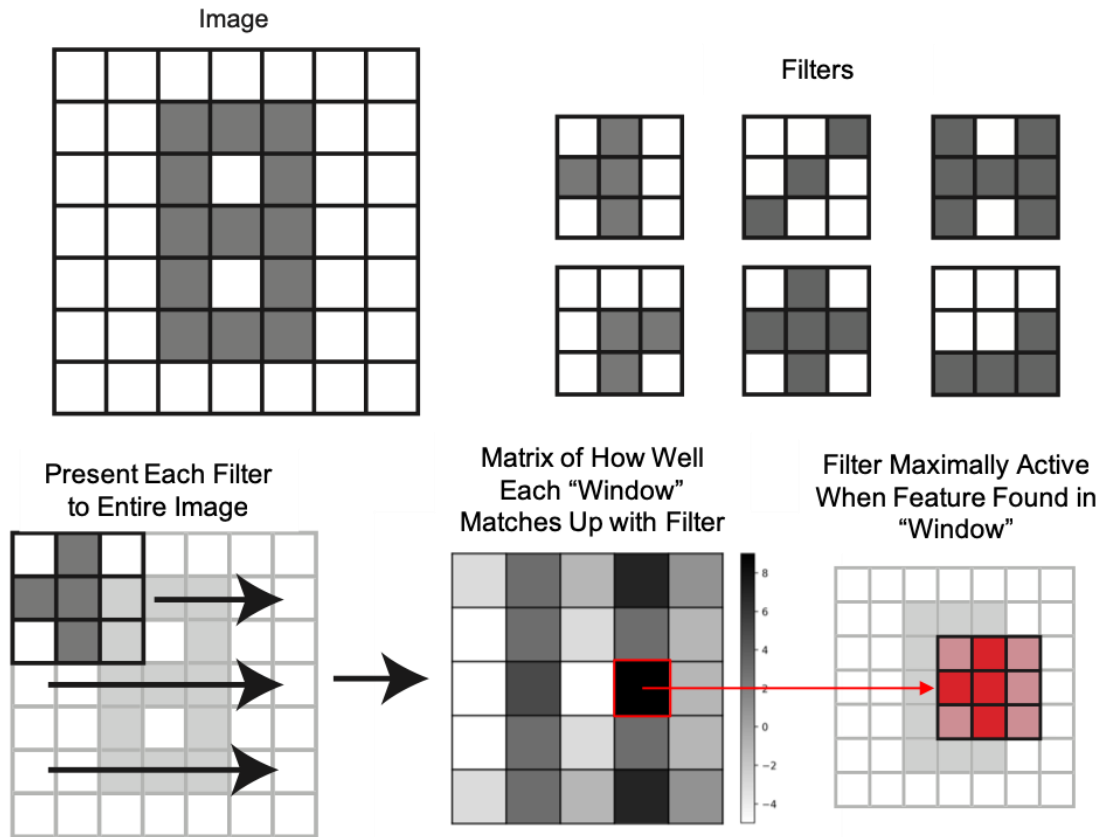 Image
Filters
Present Each Filter
to Entire Image
Matrix of How Well
Each “Window”
Matches Up with Filter
Filter Maximally Active
When Feature Found in
“Window”
8
6
4
2
0
−2
−4